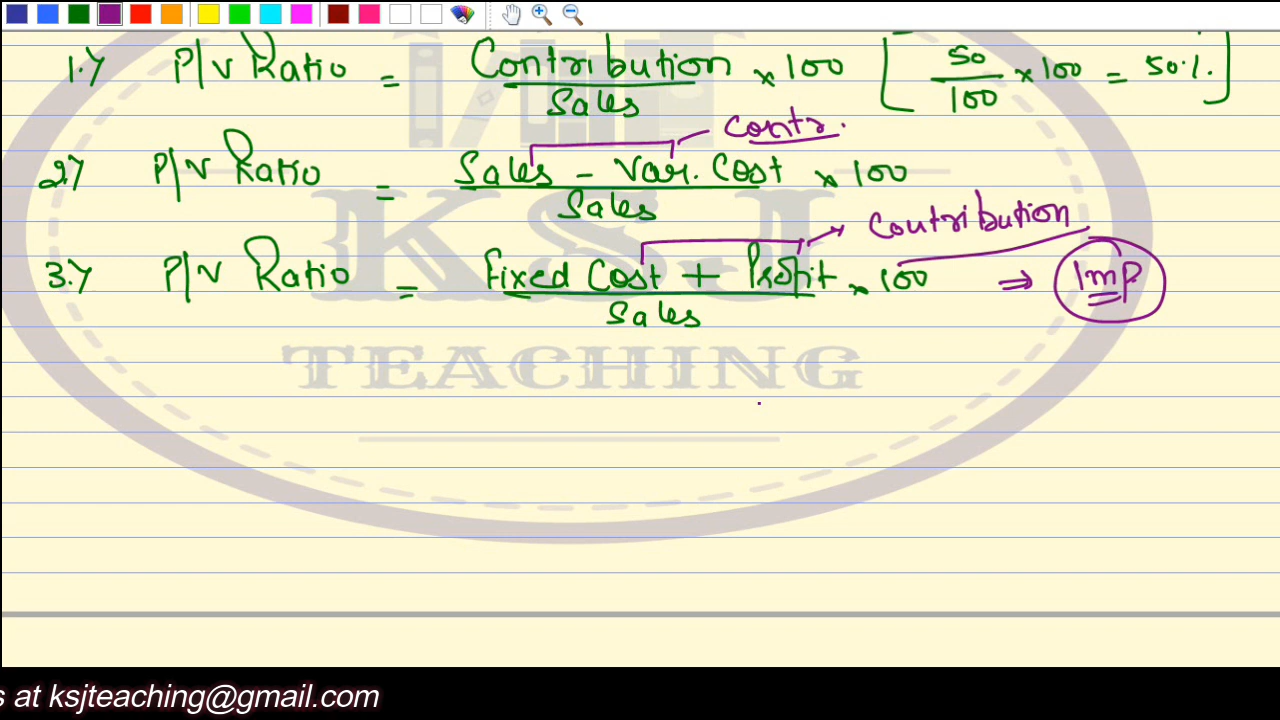 1.) P/V Ratio = Contribution / Sales × 100 [ 50 / 100 × 100 = 50%. ]
Contr.
2) P/V Ratio = Sales - Var. Cost / Sales × 100
Contribution
3.) P/V Ratio = Fixed Cost + Profit / Sales × 100 ⇒ Imp
KSJ
TEACHING
s at ksjteaching@gmail.com